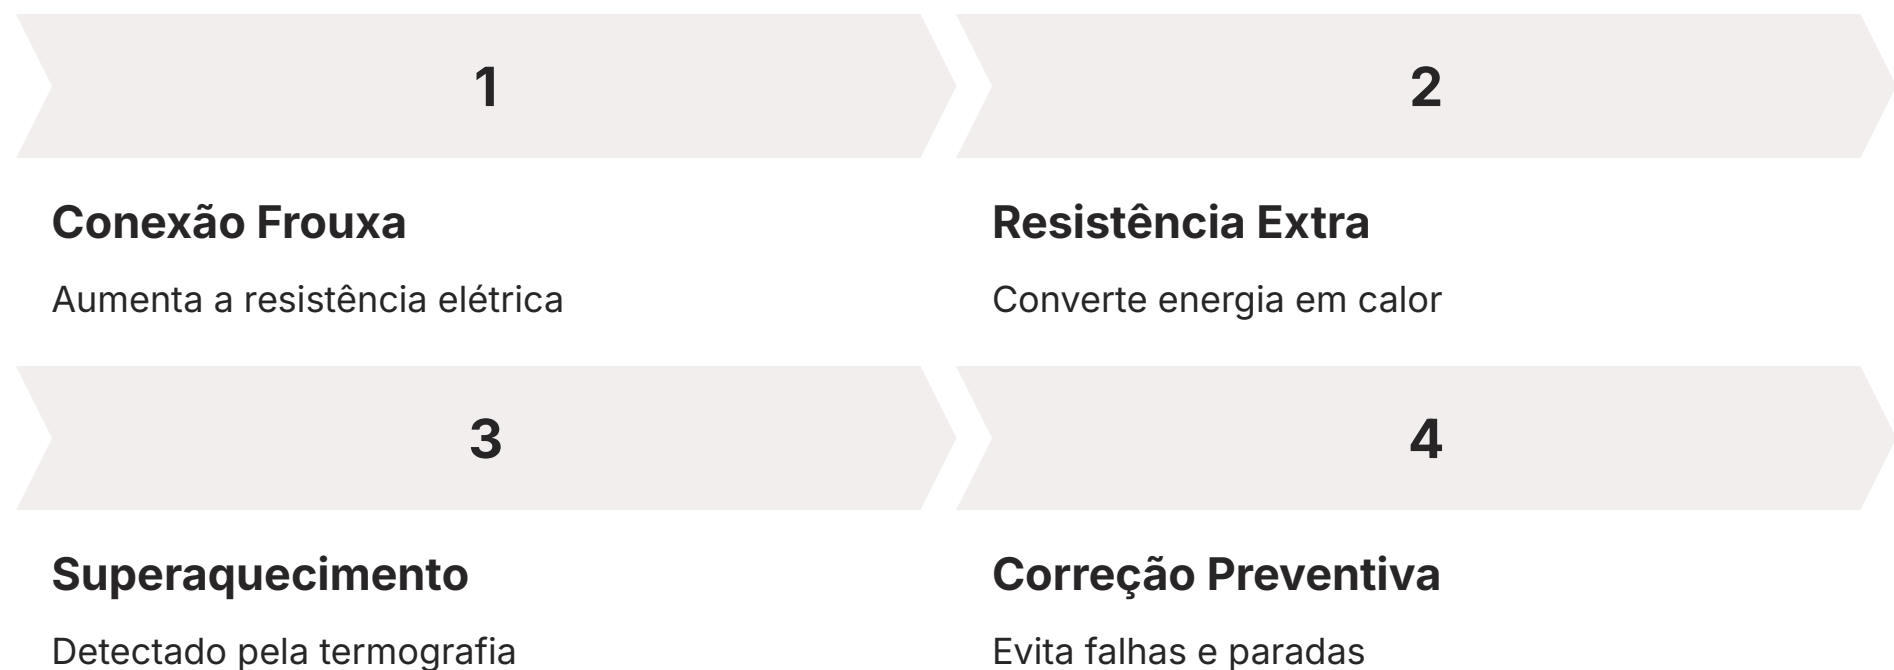 1
2
Conexão Frouxa
Resistência Extra
Aumenta a resistência elétrica
Converte energia em calor
3
4
Superaquecimento
Correção Preventiva
Detectado pela termografia
Evita falhas e paradas